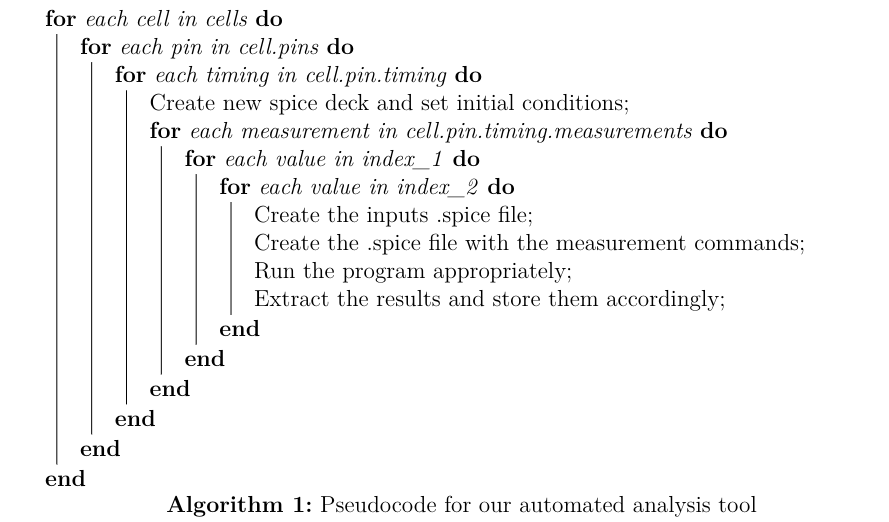 for each cell in cells do
for each pin in cell.pins do
for each timing in cell.pin.timing do
Create new spice deck and set initial conditions;
for each measurement in cell.pin.timing.measurements do
for each value in index_1 do
for each value in index_2 do
Create the inputs .spice file;
Create the .spice file with the measurement commands;
Run the program appropriately;
Extract the results and store them accordingly;
end
end
end
end
end
end
Algorithm 1: Pseudocode for our automated analysis tool